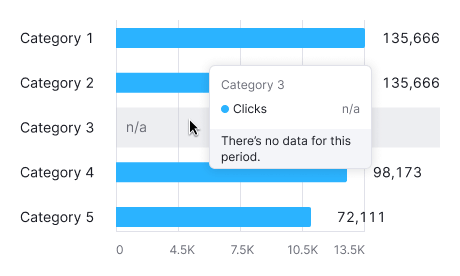 Category 1 135,666
Category 2 135,666
Category 3 n/a
Category 3
Clicks n/a
There's no data for this
period.
Category 4 98,173
Category 5 72,111
0 4.5K 7.5K 10.5K 13.5K